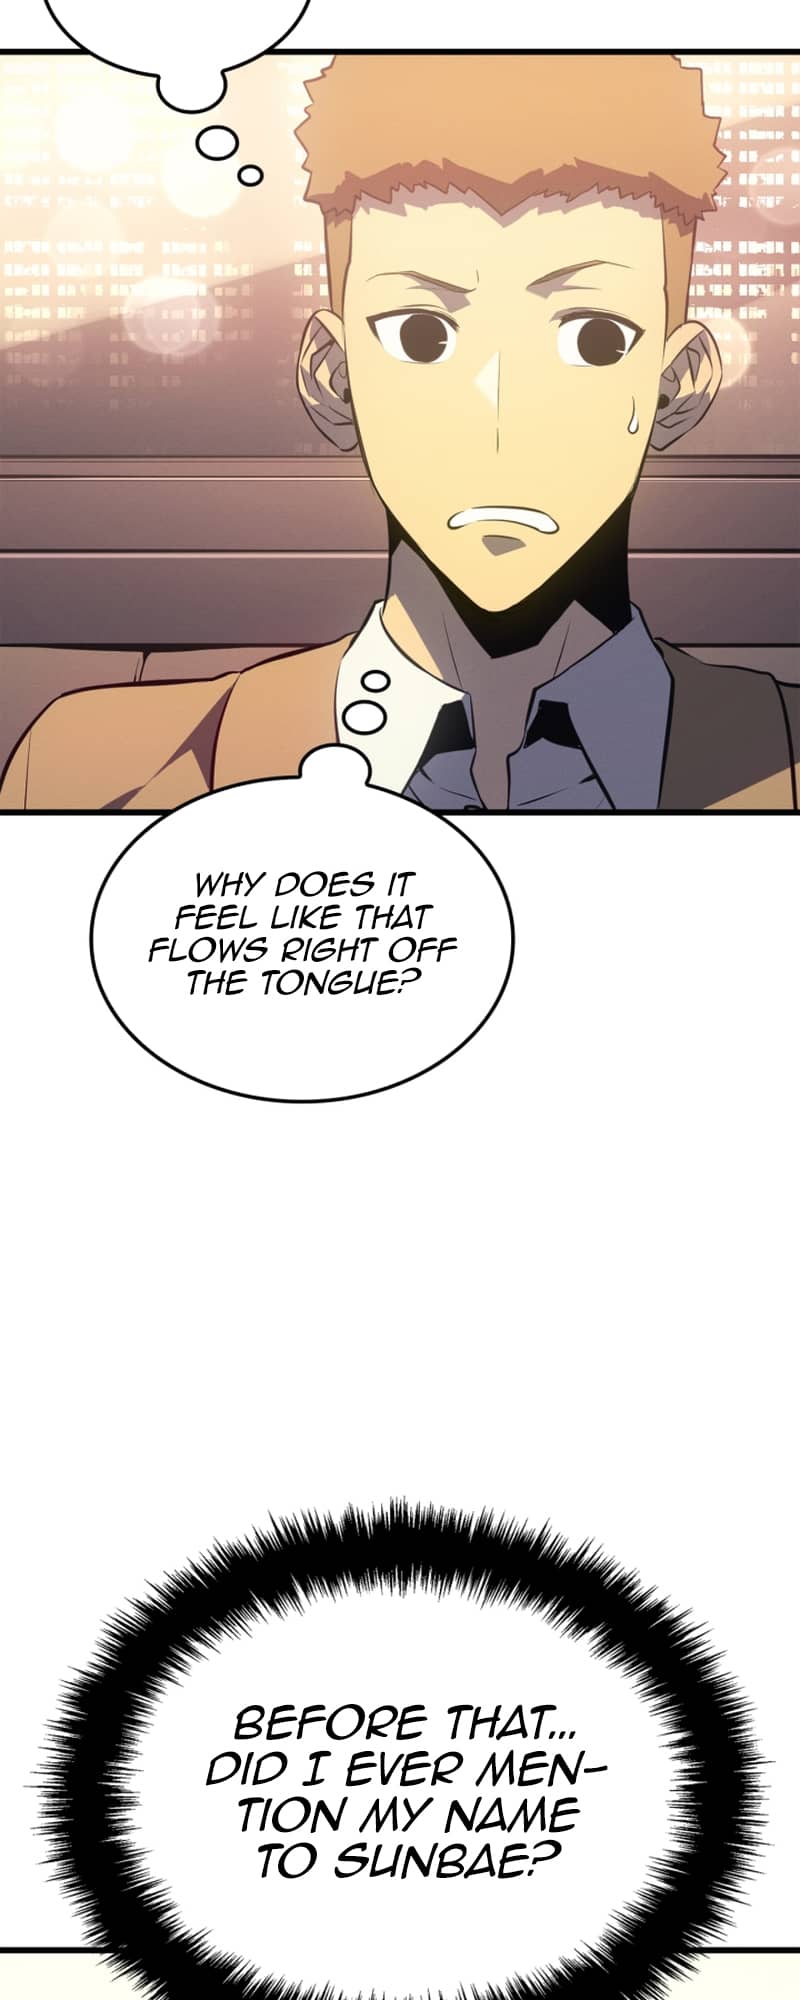 WHY DOES IT
FEEL LIKE THAT
FLOWS RIGHT OFF
THE TONGUE?
BEFORE THAT...
DID I EVER MEN-
TION MY NAME
TO SUNBAE?